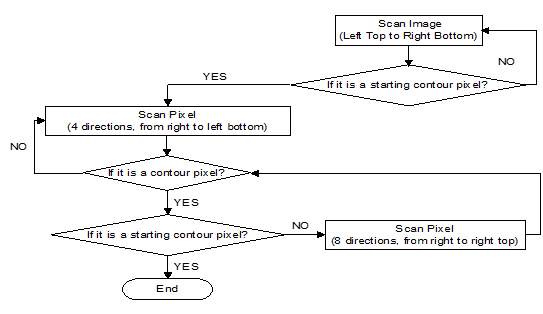 Scan Image
(Left Top to Right Bottom)
NO
If it is a starting contour pixel?
YES
Scan Pixel
(4 directions, from right to left bottom)
NO
If it is a contour pixel?
YES
If it is a starting contour pixel?
NO
Scan Pixel
(8 directions, from right to right top)
YES
End